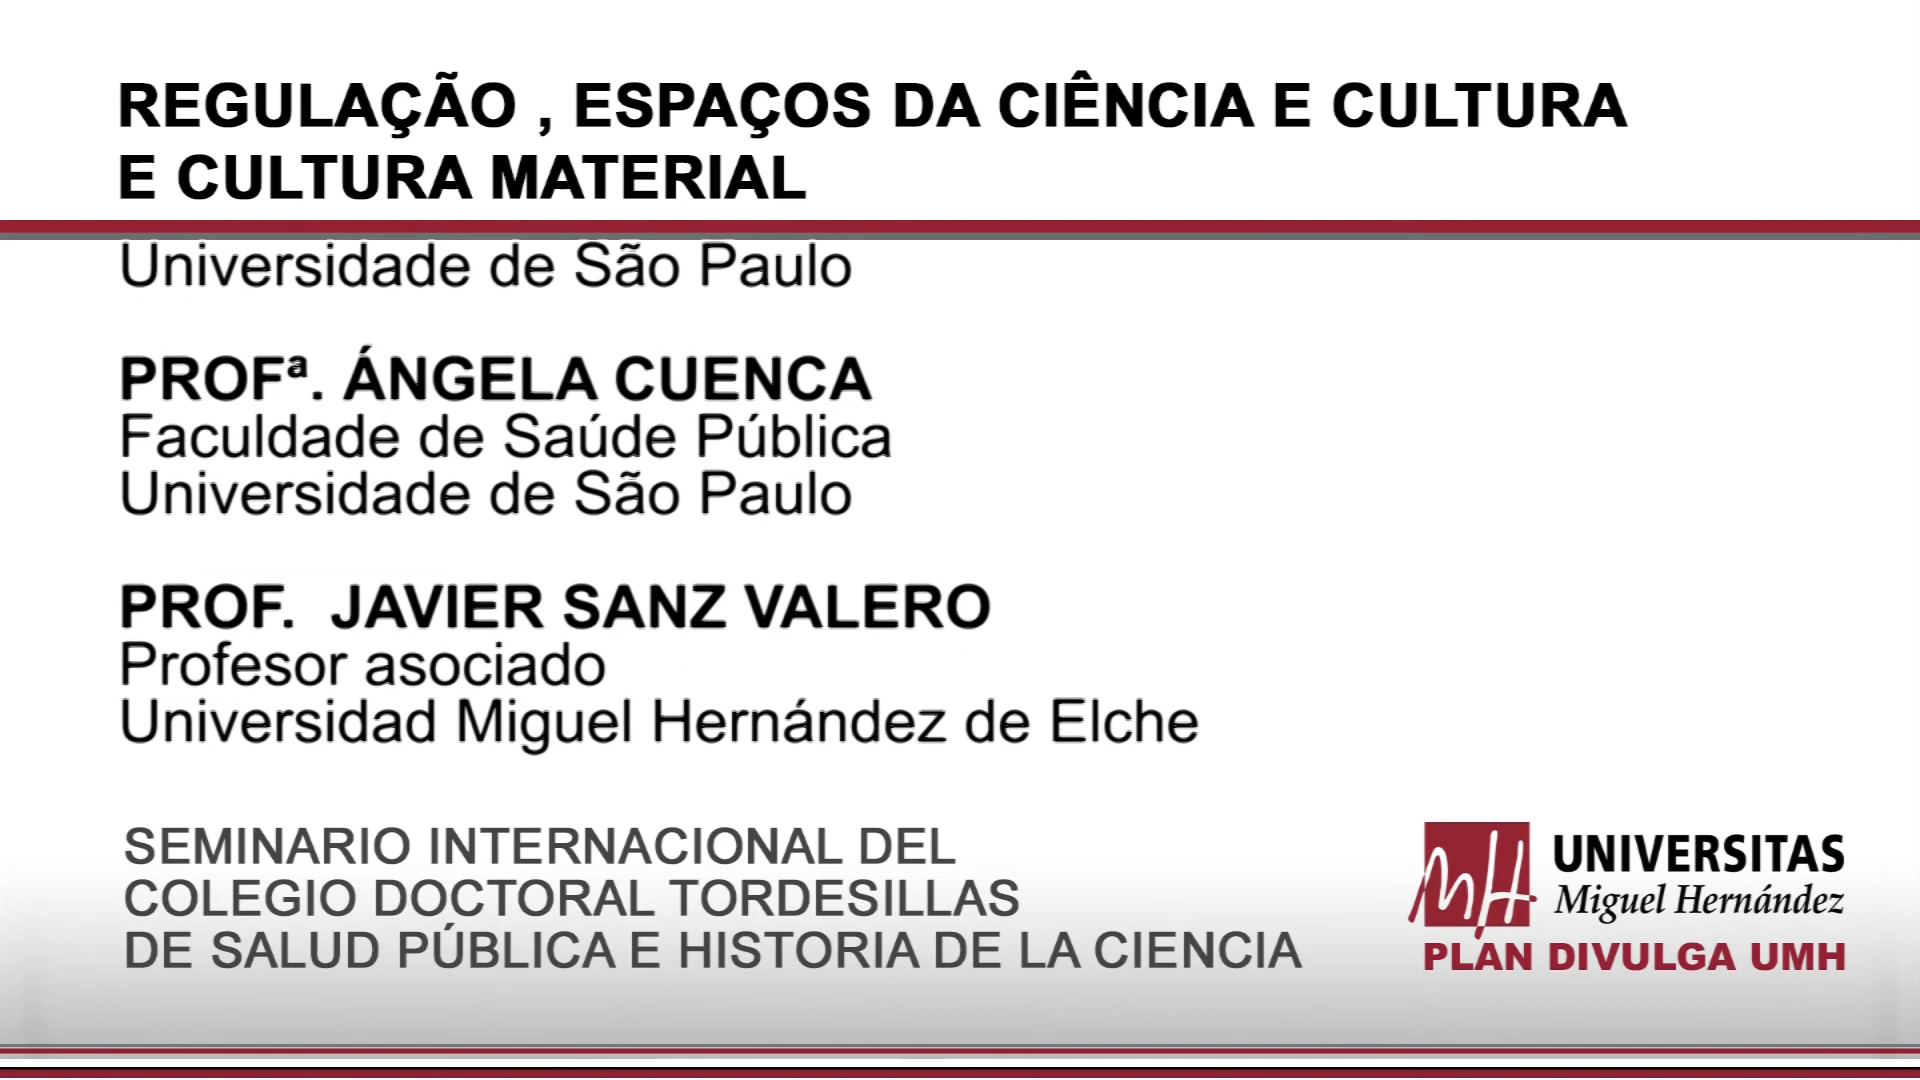 REGULAÇÃO , ESPAÇOS DA CIÊNCIA E CULTURA
E CULTURA MATERIAL
Universidade de São Paulo
PROFª. ÁNGELA CUENCA
Faculdade de Saúde Pública
Universidade de São Paulo
PROF. JAVIER SANZ VALERO
Profesor asociado
Universidad Miguel Hernández de Elche
SEMINARIO INTERNACIONAL DEL
COLEGIO DOCTORAL TORDESILLAS
DE SALUD PÚBLICA E HISTORIA DE LA CIENCIA
MH
UNIVERSITAS
Miguel Hernández
PLAN DIVULGA UMH